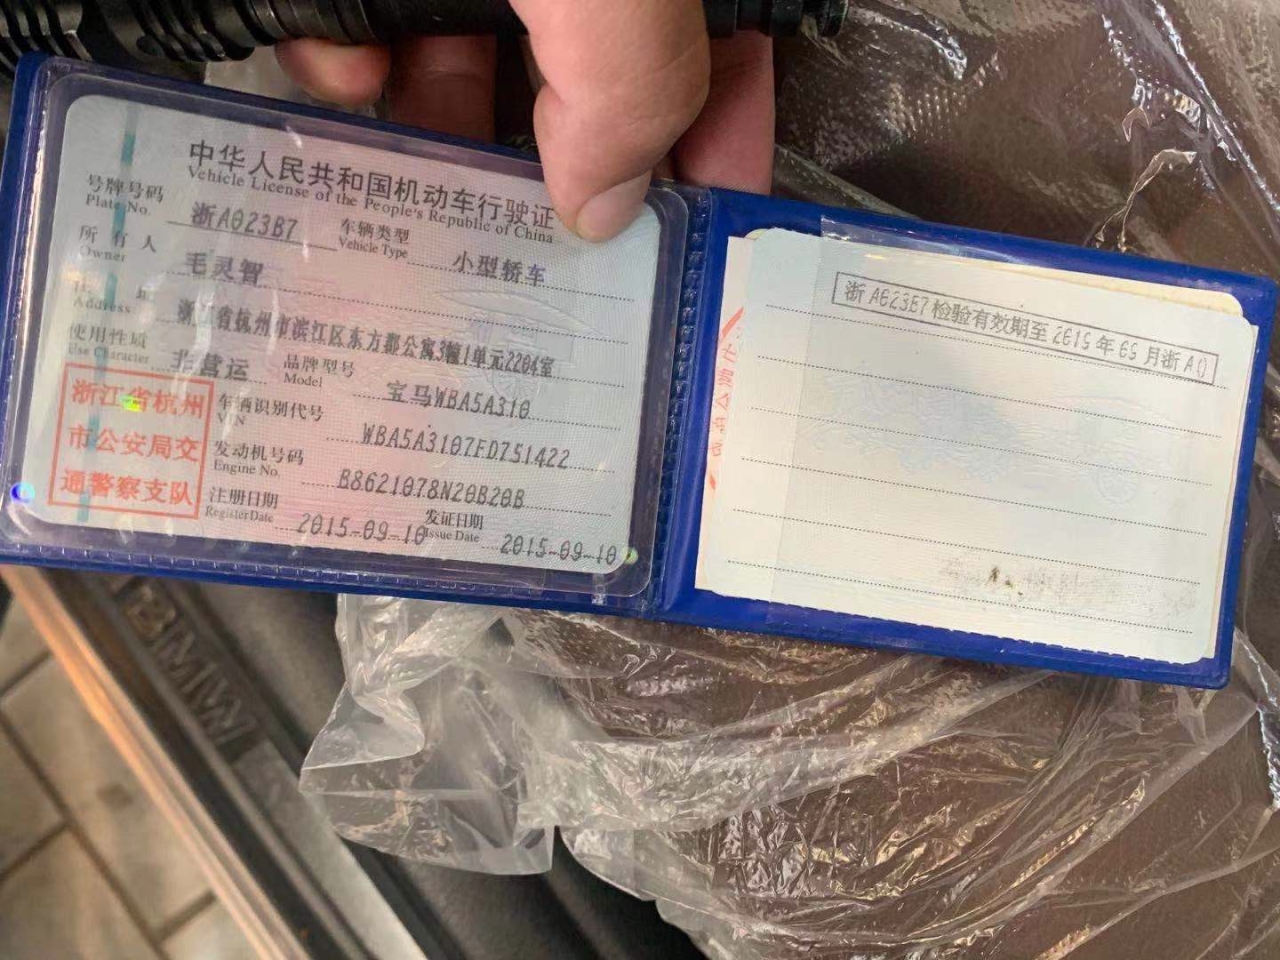 中华人民共和国机动车行驶证
Vehicle License of the People's Republic of China
号牌号码 浙A023B7 车辆类型 小型轿车
Plate No. Vehicle Type
所有人 毛灵智
Owner
住址 浙江省杭州市滨江区东方郡公寓3幢1单元2204室
Address
使用性质 非营运 品牌型号 宝马WBA5A310
Use Character Model
浙江省杭州
市公安局交
通警察支队
车辆识别代号 WBA5A3107FD751422
VIN
发动机号码 B8621078N20B20B
Engine No.
注册日期 2015-09-10 发证日期 2015-09-10
Register Date Issue Date
浙A023B7检验有效期至2015年05月浙A()
BMW